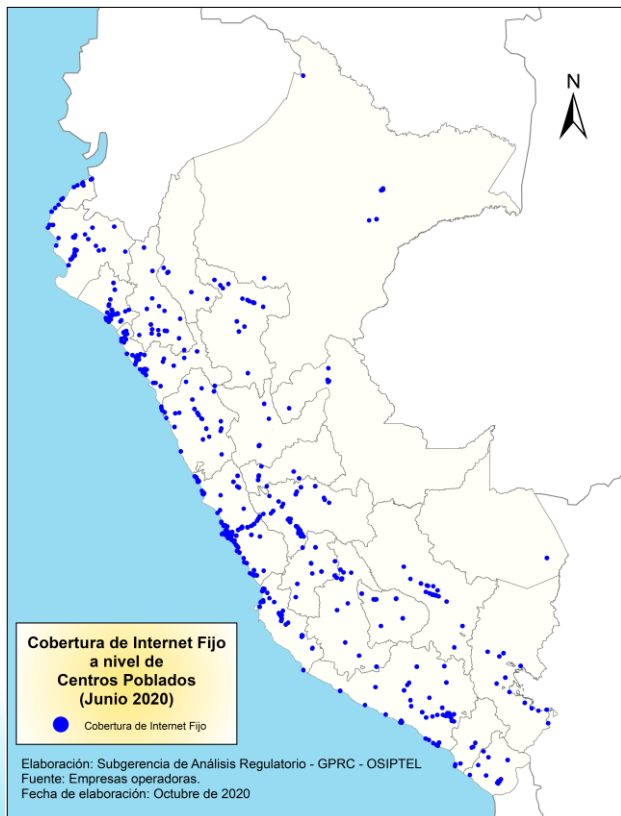 N
Cobertura de Internet Fijo
a nivel de
Centros Poblados
(Junio 2020)
Cobertura de Internet Fijo
Elaboración: Subgerencia de Análisis Regulatorio - GPRC - OSIPTEL
Fuente: Empresas operadoras.
Fecha de elaboración: Octubre de 2020